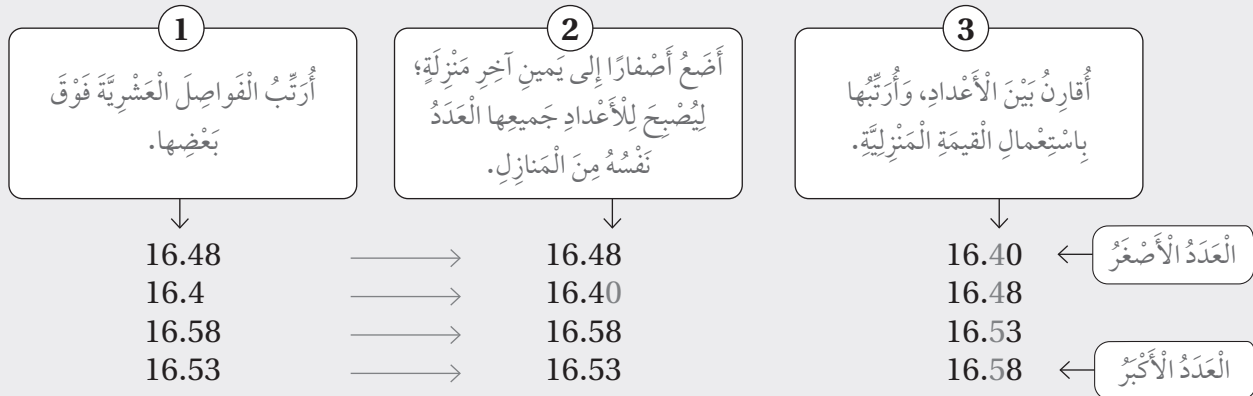 1
أُرَتِّبُ الْفَواصِلَ الْعَشْرِيَّةَ فَوْقَ
بَعْضِها.
2
أَضَعُ أَصْفارًا إِلى يَمينِ آخِرِ مَنْزِلَةٍ؛
لِيُصْبِحَ لِلْأَعْدادِ جَميعِها الْعَدَدُ
نَفْسُهُ مِنَ الْمَنازِلِ.
3
أُقارِنُ بَيْنَ الْأَعْدادِ، وَأُرَتِّبُها
بِاسْتِعْمالِ الْقيمَةِ الْمَنْزِلِيَّةِ.
16.48 16.48 16.40 الْعَدَدُ الْأَصْغَرُ
16.4 16.40 16.48
16.58 16.58 16.53
16.53 16.53 16.58 الْعَدَدُ الْأَكْبَرُ